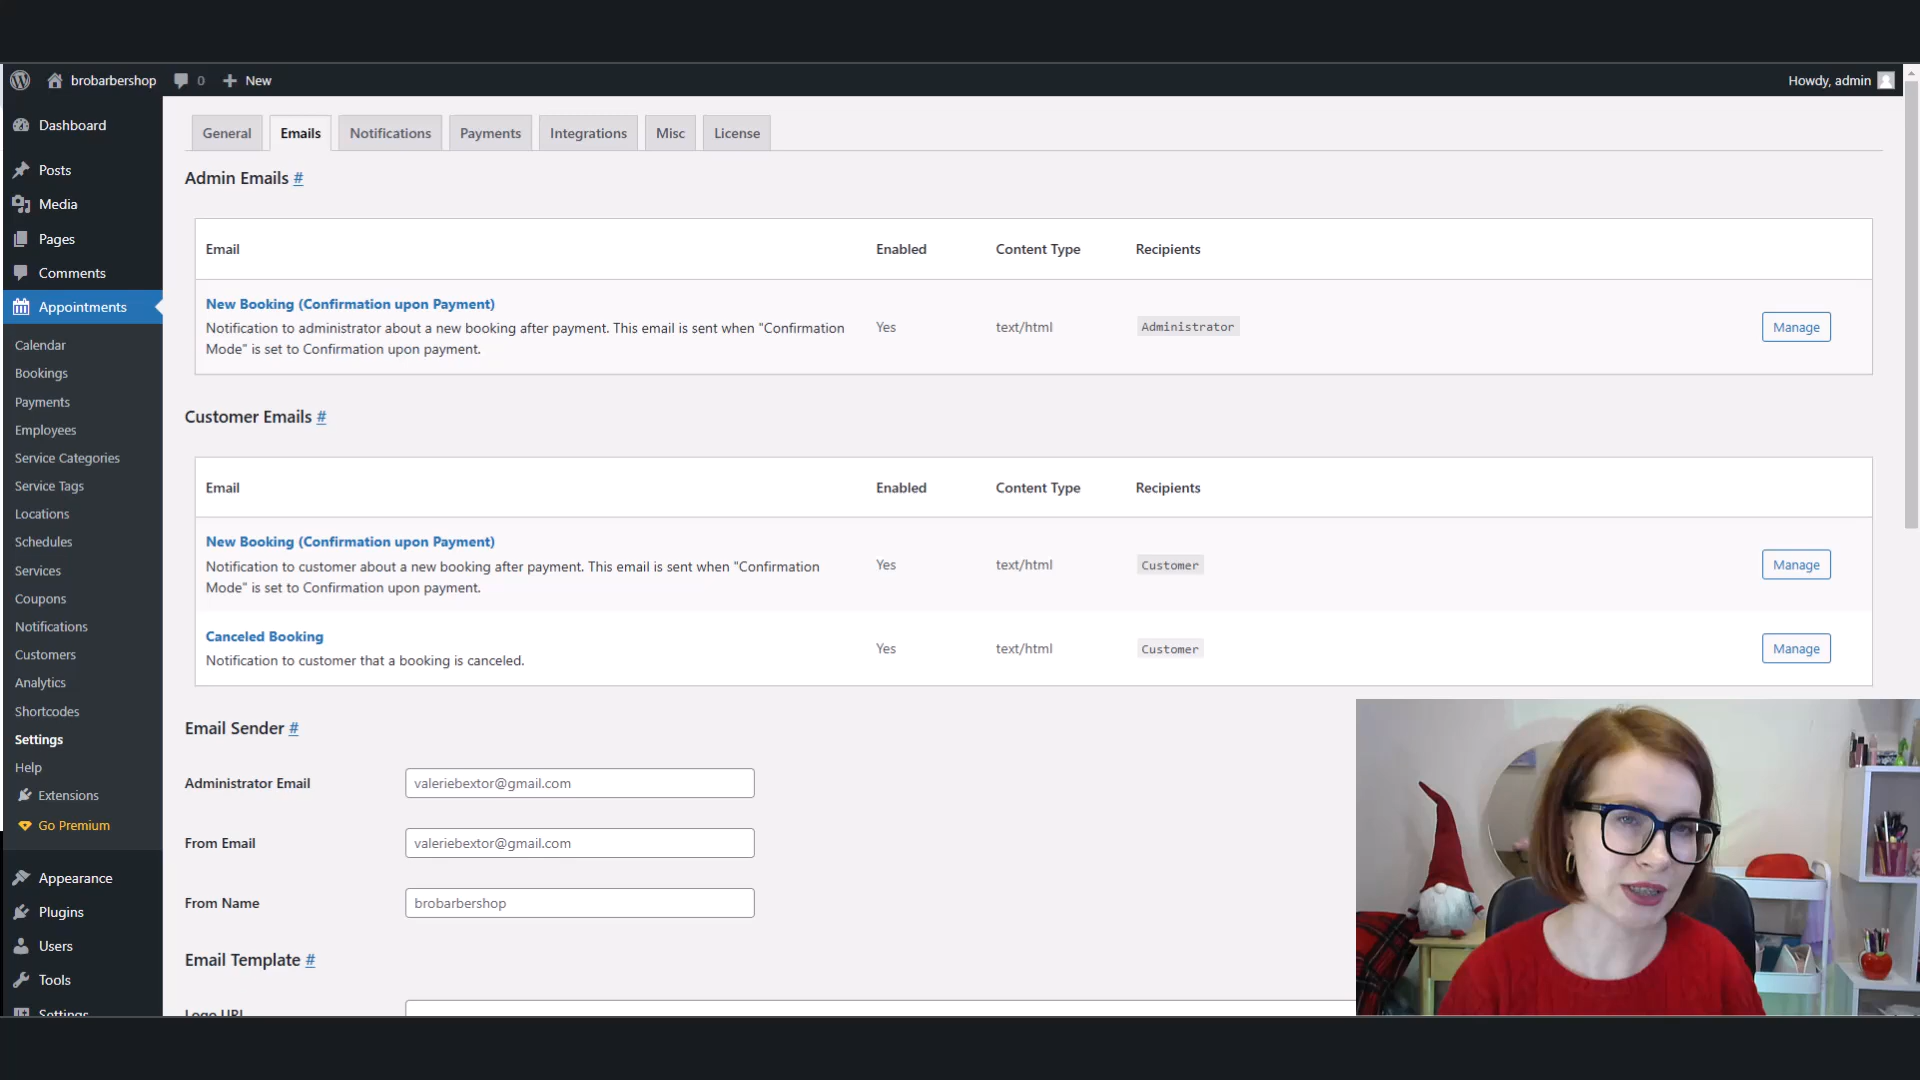 brobarbershop
0
New
Howdy, admin
Dashboard
Posts
Media
Pages
Comments
Appointments
Calendar
Bookings
Payments
Employees
Service Categories
Service Tags
Locations
Schedules
Services
Coupons
Notifications
Customers
Analytics
Shortcodes
Settings
Help
Extensions
Go Premium
Appearance
Plugins
Users
Tools
Settings
General
Emails
Notifications
Payments
Integrations
Misc
License
Admin Emails #
Email
Enabled
Content Type
Recipients
New Booking (Confirmation upon Payment)
Notification to administrator about a new booking after payment. This email is sent when "Confirmation
Mode" is set to Confirmation upon payment.
Yes
text/html
Administrator
Manage
Customer Emails #
Email
Enabled
Content Type
Recipients
New Booking (Confirmation upon Payment)
Notification to customer about a new booking after payment. This email is sent when "Confirmation
Mode" is set to Confirmation upon payment.
Yes
text/html
Customer
Manage
Canceled Booking
Notification to customer that a booking is canceled.
Yes
text/html
Customer
Manage
Email Sender #
Administrator Email
valeriebextor@gmail.com
From Email
valeriebextor@gmail.com
From Name
brobarbershop
Email Template #
Logo URL